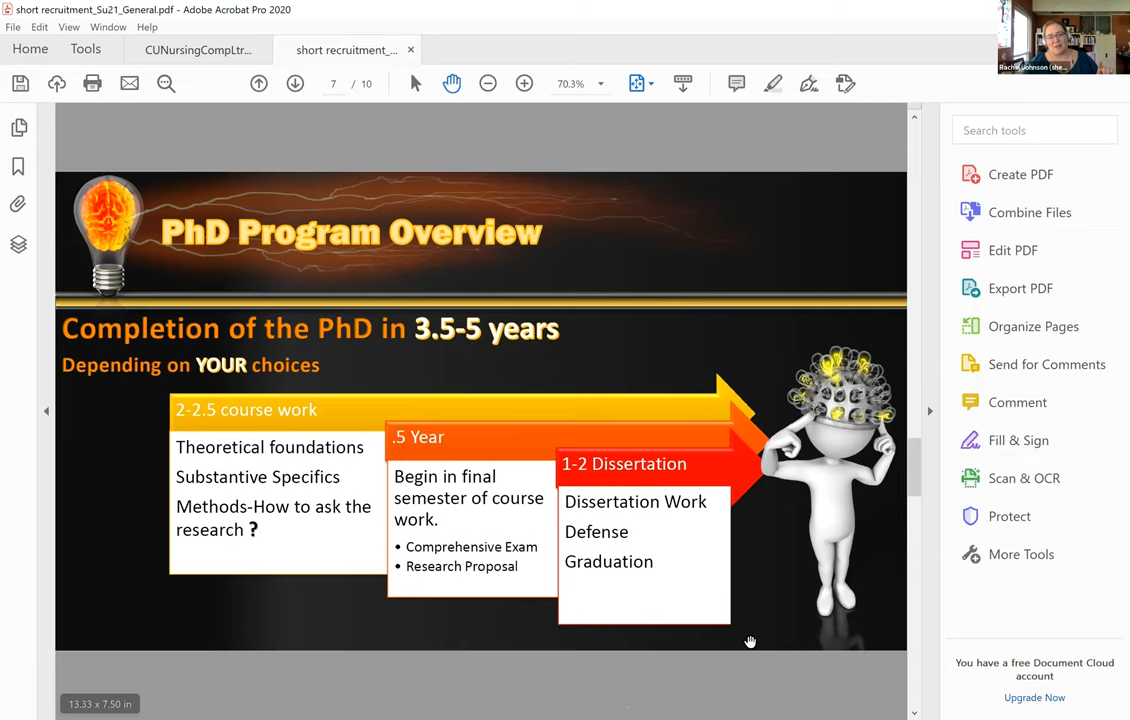 short recruitment_Su21_General.pdf - Adobe Acrobat Pro 2020
File Edit View Window Help
Home Tools CUNursingCompLtr... short recruitment_... ×
7 / 10 70.3%
Rachel Johnson (she...
Search tools
Create PDF
Combine Files
Edit PDF
Export PDF
Organize Pages
Send for Comments
Comment
Fill & Sign
Scan & OCR
Protect
More Tools
You have a free Document Cloud
account
Upgrade Now
PhD Program Overview
Completion of the PhD in 3.5-5 years
Depending on YOUR choices
2-2.5 course work
Theoretical foundations
Substantive Specifics
Methods-How to ask the
research ?
.5 Year
Begin in final
semester of course
work.
• Comprehensive Exam
• Research Proposal
1-2 Dissertation
Dissertation Work
Defense
Graduation
13.33 x 7.50 in